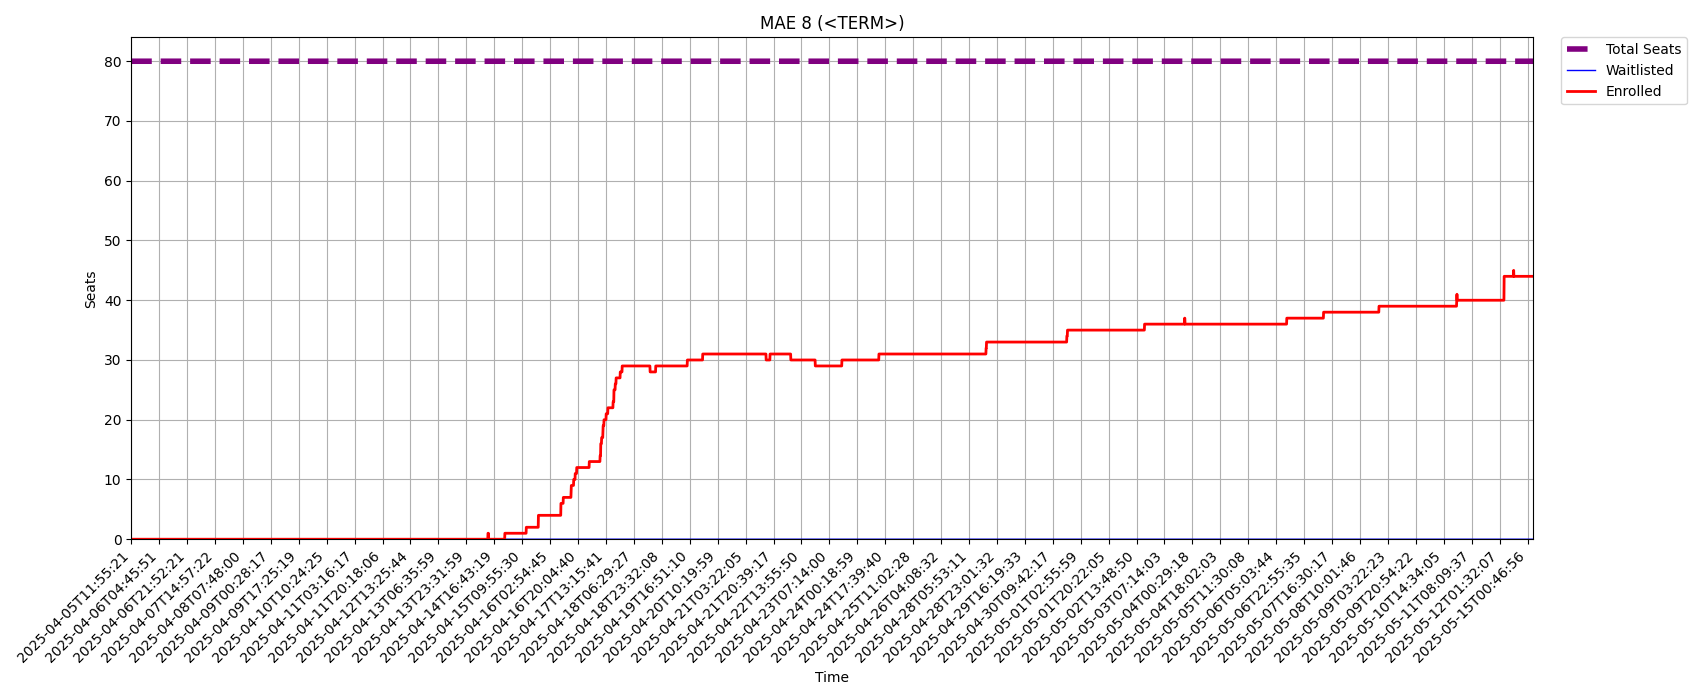 MAE 8 (<TERM>)
Total Seats
Waitlisted
Enrolled
80
70
60
50
40
30
20
10
0
Seats
2025-04-05T11:55:21
2025-04-06T04:45:51
2025-04-06T21:52:21
2025-04-07T14:57:22
2025-04-08T07:48:00
2025-04-09T00:28:17
2025-04-09T17:25:19
2025-04-10T10:24:25
2025-04-11T03:16:17
2025-04-11T20:18:06
2025-04-12T13:25:44
2025-04-13T06:35:59
2025-04-13T23:31:59
2025-04-14T16:43:19
2025-04-15T09:55:30
2025-04-16T02:54:45
2025-04-16T20:04:40
2025-04-17T13:15:41
2025-04-18T06:29:27
2025-04-18T23:32:08
2025-04-19T16:51:10
2025-04-20T10:19:59
2025-04-21T03:22:05
2025-04-21T20:39:17
2025-04-22T13:55:50
2025-04-23T07:14:00
2025-04-24T00:18:59
2025-04-24T17:39:40
2025-04-25T11:02:28
2025-04-26T04:08:32
2025-04-28T05:53:11
2025-04-28T23:01:32
2025-04-29T16:19:33
2025-04-30T09:42:17
2025-05-01T02:55:59
2025-05-01T20:22:05
2025-05-02T13:48:50
2025-05-03T07:14:03
2025-05-04T00:29:18
2025-05-04T18:02:03
2025-05-05T11:30:08
2025-05-06T05:03:44
2025-05-06T22:55:35
2025-05-07T16:30:17
2025-05-08T10:01:46
2025-05-09T03:22:23
2025-05-09T20:54:22
2025-05-10T14:34:05
2025-05-11T08:09:37
2025-05-12T01:32:07
2025-05-15T00:46:56
Time